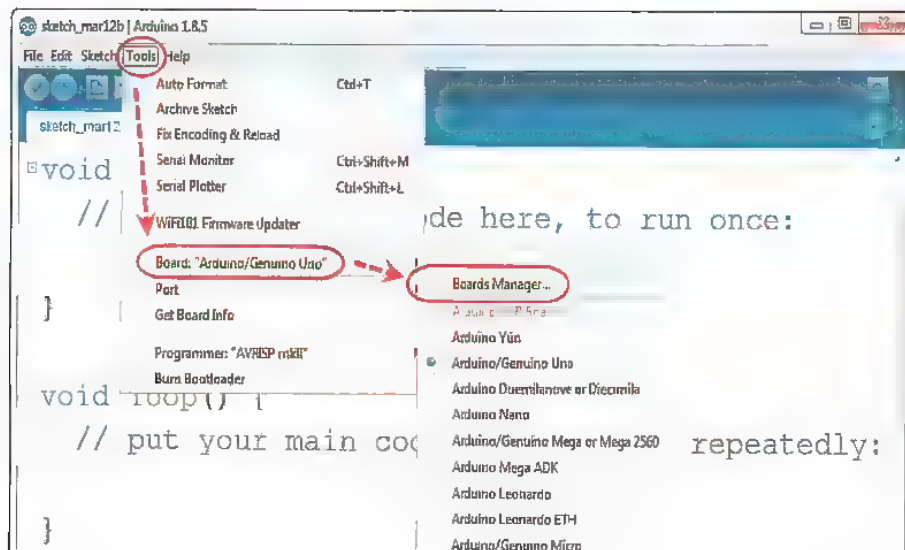 sketch_mar12b | Arduino 1.8.5
File Edit Sketch Tools Help
Auto Format Ctrl+T
Archive Sketch
sketch_mar12
Fix Encoding & Reload
Serial Monitor Ctrl+Shift+M
void
Serial Plotter Ctrl+Shift+L
// de here, to run once:
WiFi101 Firmware Updater
Board: "Arduino/Genuino Uno"
Port
Boards Manager...
}
Get Board Info
Arduino Yún
Programmer: "AVRISP mkII"
Arduino/Genuino Uno
Burn Bootloader
Arduino Duemilanove or Diecimila
void loop() {
Arduino Nano
// put your main cod repeatedly:
Arduino/Genuino Mega or Mega 2560
Arduino Mega ADK
Arduino Leonardo
Arduino Leonardo ETH
}
Arduino/Genuino Micro